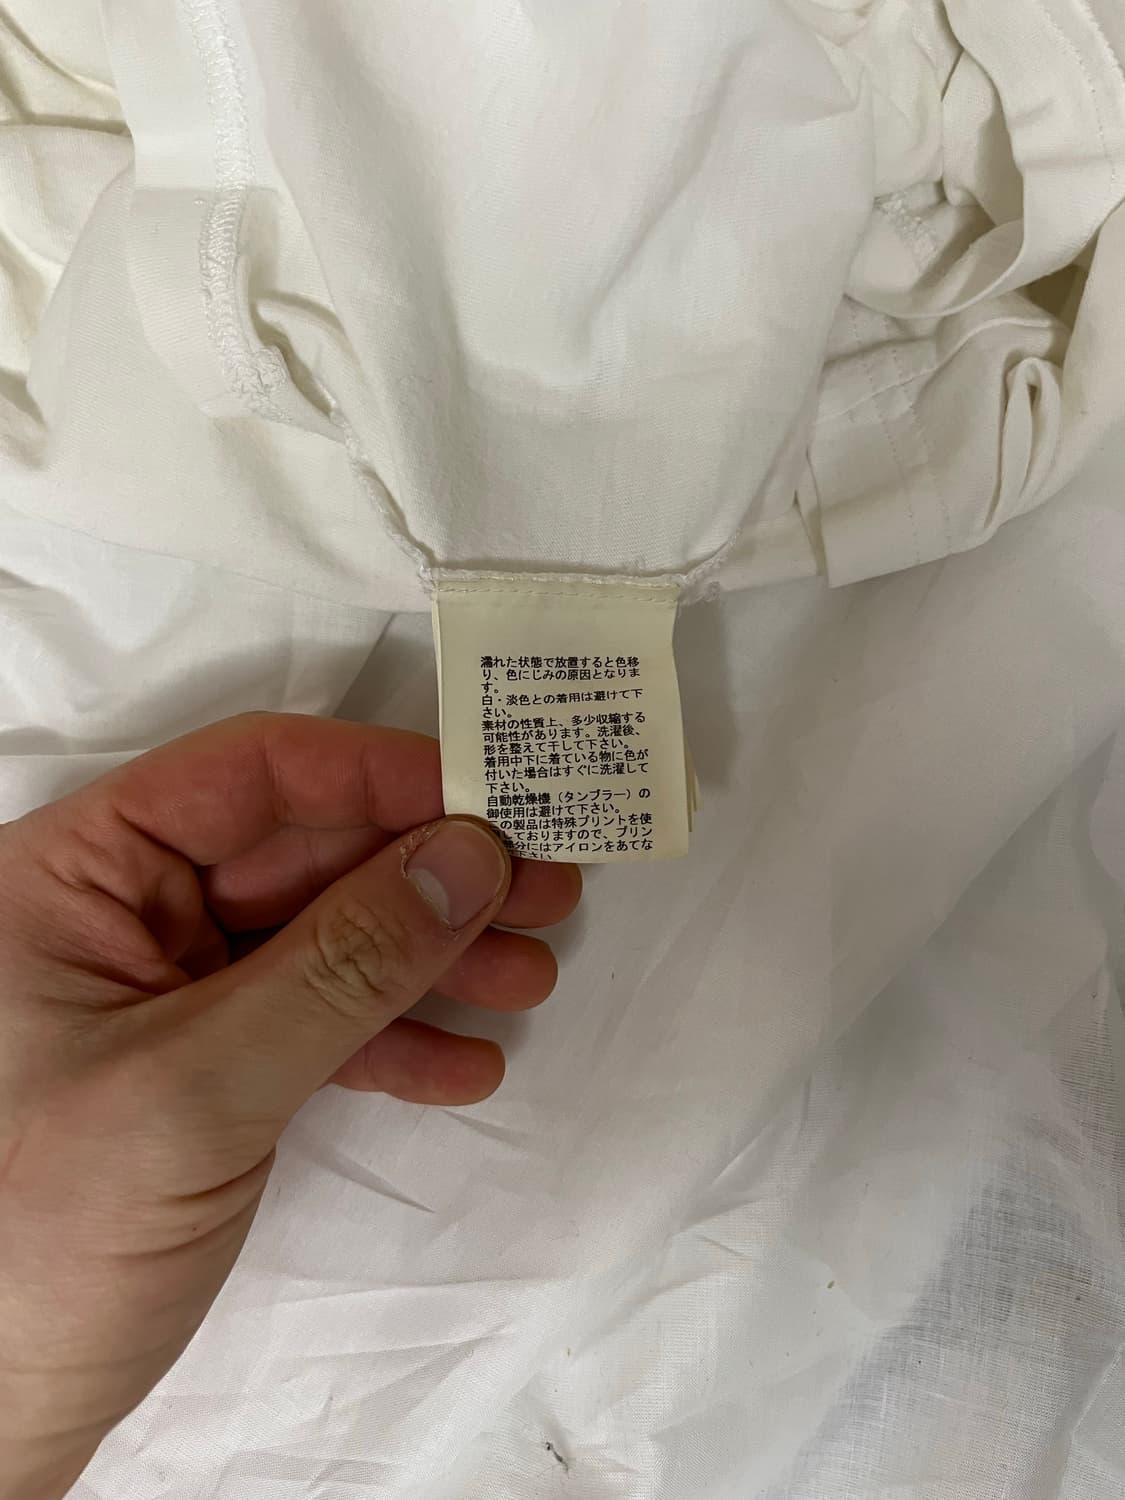 濡れた状態で放置すると色移
り、色にじみの原因となりま
す。
白・淡色との着用は避けて下
さい。
素材の性質上、多少収縮する
可能性があります。洗濯後、
形を整えて干して下さい。
着用中下に着ている物に色が
付いた場合はすぐに洗濯して
下さい。
自動乾燥機(タンブラー)の
御使用は避けて下さい。
の製品は特殊プリントを使
しておりますので、プリン
部分にはアイロンをあてな
下さい。